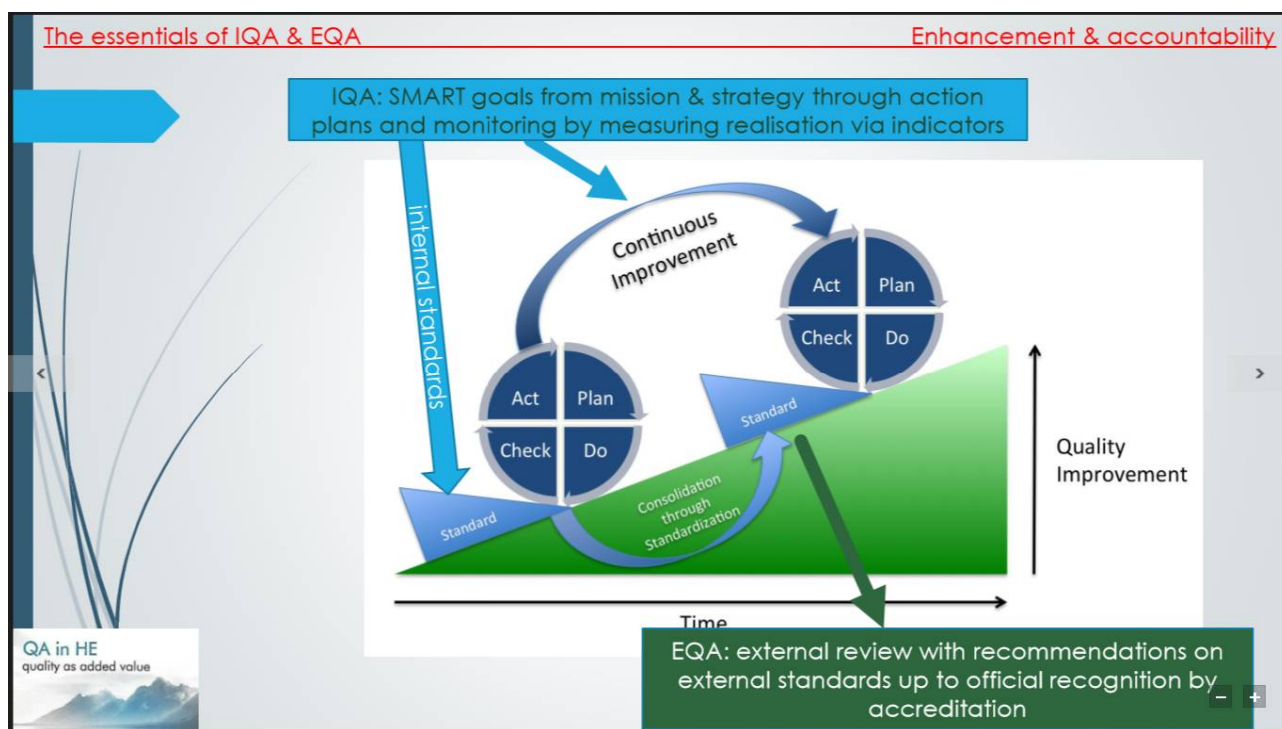 The essentials of IQA & EQA
Enhancement & accountability
IQA: SMART goals from mission & strategy through action
plans and monitoring by measuring realisation via indicators
internal standards
Continuous
Improvement
Act
Plan
Check
Do
Act
Plan
Check
Do
Standard
Standard
Consolidation
through
Standardization
Quality
Improvement
Time
QA in HE
quality as added value
EQA: external review with recommendations on
external standards up to official recognition by
accreditation